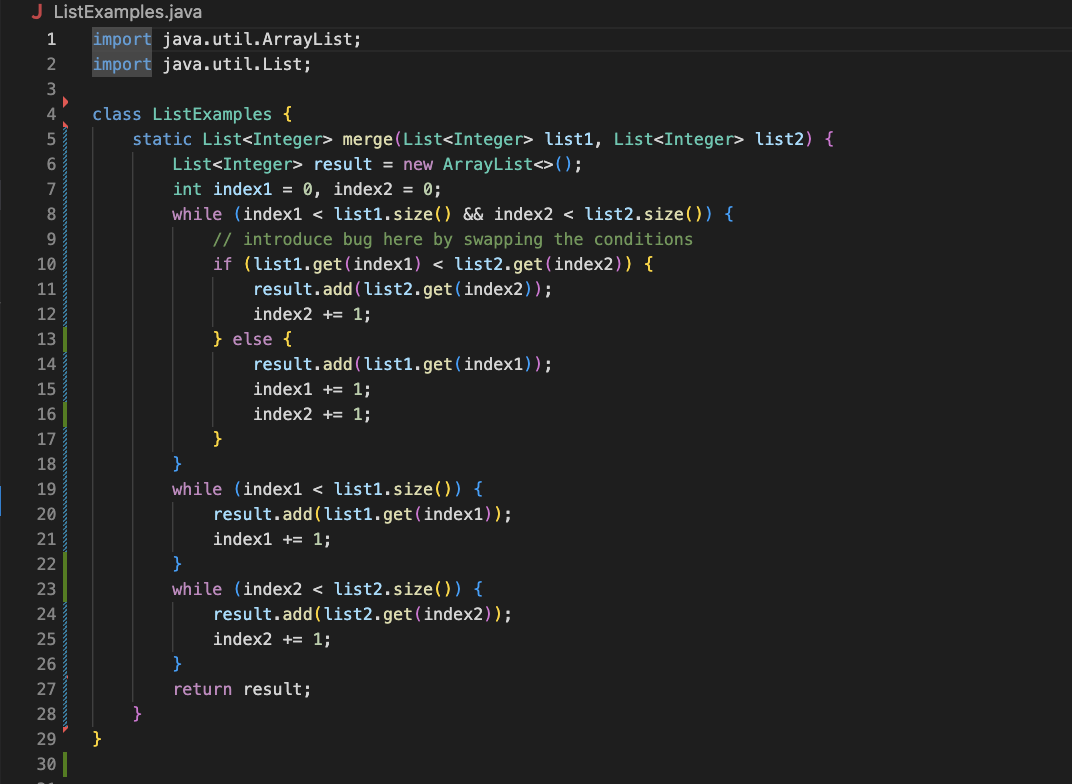 J ListExamples.java
1 import java.util.ArrayList;
2 import java.util.List;
3
4 class ListExamples {
5     static List<Integer> merge(List<Integer> list1, List<Integer> list2) {
6         List<Integer> result = new ArrayList<>();
7         int index1 = 0, index2 = 0;
8         while (index1 < list1.size() && index2 < list2.size()) {
9             // introduce bug here by swapping the conditions
10             if (list1.get(index1) < list2.get(index2)) {
11                 result.add(list2.get(index2));
12                 index2 += 1;
13             } else {
14                 result.add(list1.get(index1));
15                 index1 += 1;
16                 index2 += 1;
17             }
18         }
19         while (index1 < list1.size()) {
20             result.add(list1.get(index1));
21             index1 += 1;
22         }
23         while (index2 < list2.size()) {
24             result.add(list2.get(index2));
25             index2 += 1;
26         }
27         return result;
28     }
29 }
30